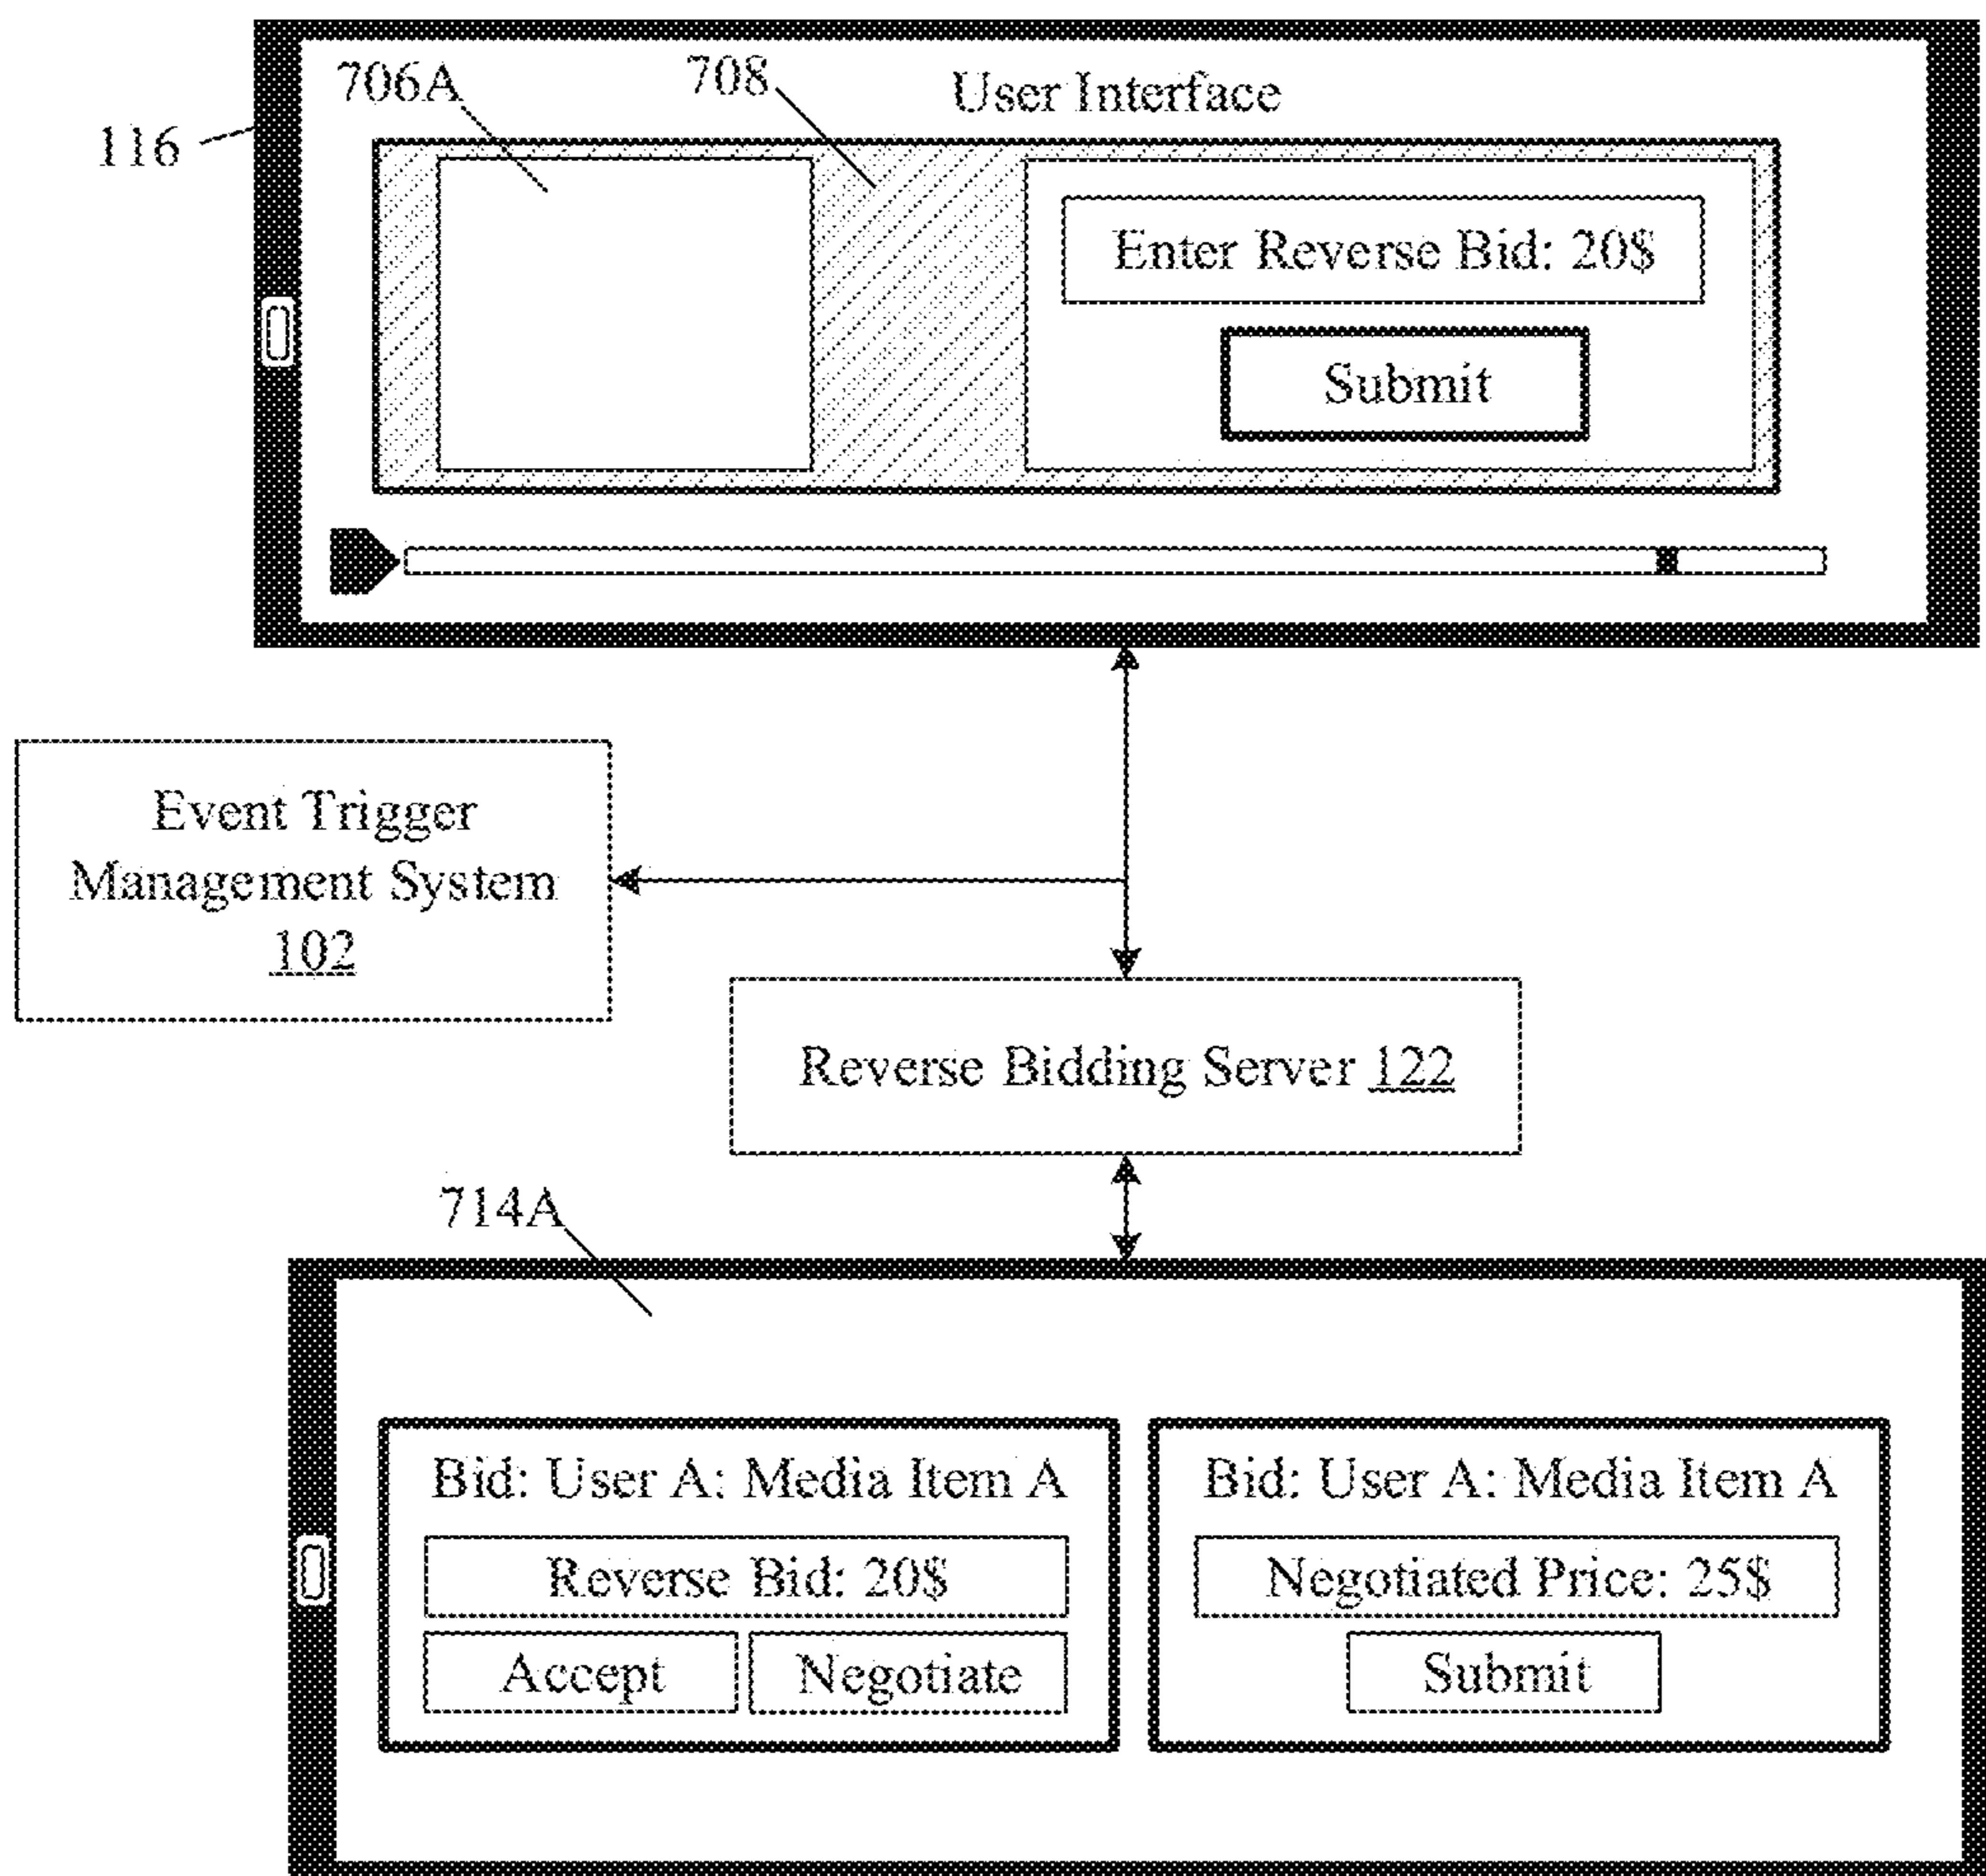 706A
708
User Interface
116
Enter Reverse Bid: 20$
Submit
Event Trigger
Management System
102
Reverse Bidding Server 122
714A
Bid: User A: Media Item A
Reverse Bid: 20$
Accept
Negotiate
Bid: User A: Media Item A
Negotiated Price: 25$
Submit